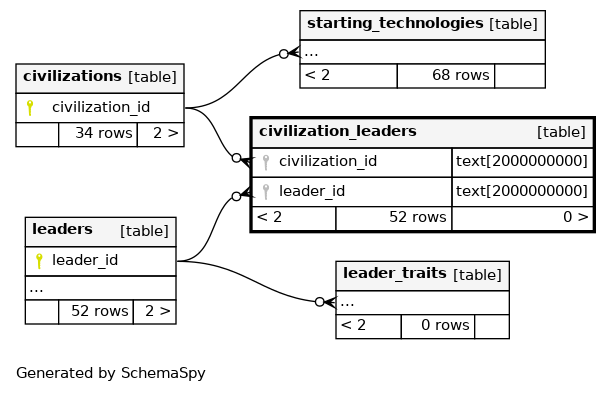 starting_technologies [table]
...
< 2 68 rows
civilizations [table]
civilization_id
34 rows 2 >
civilization_leaders [table]
civilization_id text[2000000000]
leader_id text[2000000000]
< 2 52 rows 0 >
leaders [table]
leader_id
...
52 rows 2 >
leader_traits [table]
...
< 2 0 rows
Generated by SchemaSpy